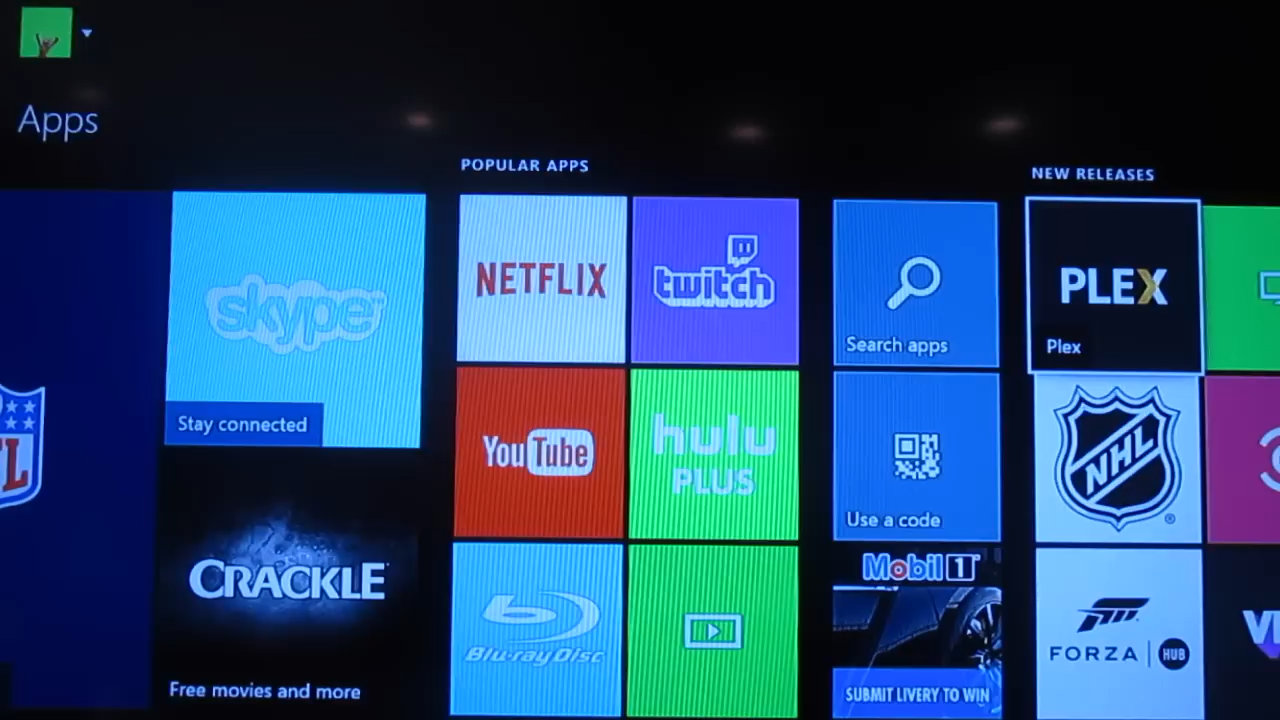 Apps
POPULAR APPS
NEW RELEASES
skype
Stay connected
CRACKLE
Free movies and more
NETFLIX
twitch
YouTube
hulu
PLUS
Blu-ray Disc
Search apps
Use a code
Mobil 1
SUBMIT LIVERY TO WIN
PLEX
Plex
NHL
®
FORZA | HUB